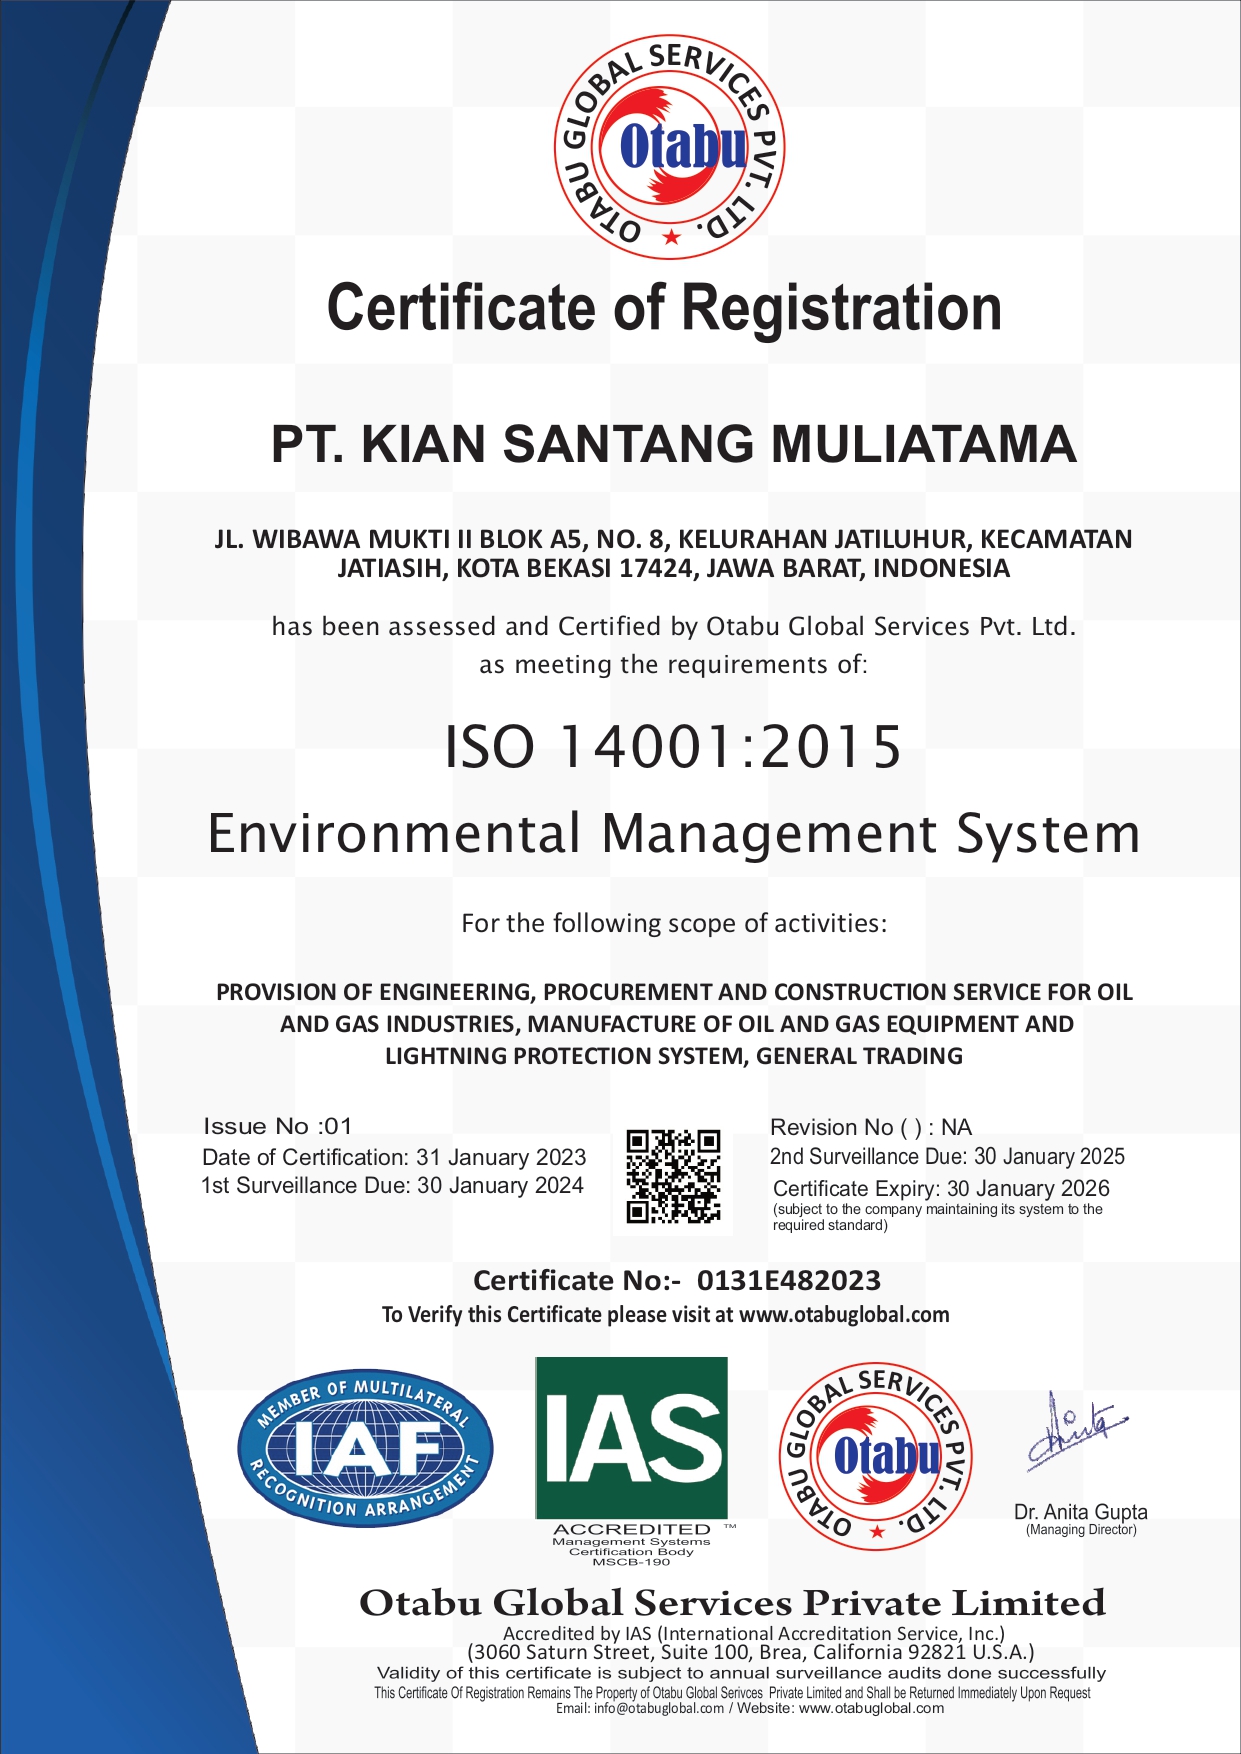 OTABU GLOBAL SERVICES PVT. LTD.
Otabu
Certificate of Registration
PT. KIAN SANTANG MULIATAMA
JL. WIBAWA MUKTI II BLOK A5, NO. 8, KELURAHAN JATILUHUR, KECAMATAN
JATIASIH, KOTA BEKASI 17424, JAWA BARAT, INDONESIA
has been assessed and Certified by Otabu Global Services Pvt. Ltd.
as meeting the requirements of:
ISO 14001:2015
Environmental Management System
For the following scope of activities:
PROVISION OF ENGINEERING, PROCUREMENT AND CONSTRUCTION SERVICE FOR OIL
AND GAS INDUSTRIES, MANUFACTURE OF OIL AND GAS EQUIPMENT AND
LIGHTNING PROTECTION SYSTEM, GENERAL TRADING
Issue No :01
Date of Certification: 31 January 2023
1st Surveillance Due: 30 January 2024
Revision No ( ) : NA
2nd Surveillance Due: 30 January 2025
Certificate Expiry: 30 January 2026
(subject to the company maintaining its system to the
required standard)
Certificate No:- 0131E482023
To Verify this Certificate please visit at www.otabuglobal.com
MEMBER OF MULTILATERAL
IAF
RECOGNITION ARRANGEMENT
IAS
ACCREDITED ™
Management Systems
Certification Body
MSCB-190
OTABU GLOBAL SERVICES PVT. LTD.
Otabu
Dr. Anita Gupta
(Managing Director)
Otabu Global Services Private Limited
Accredited by IAS (International Accreditation Service, Inc.)
(3060 Saturn Street, Suite 100, Brea, California 92821 U.S.A.)
Validity of this certificate is subject to annual surveillance audits done successfully
This Certificate Of Registration Remains The Property of Otabu Global Serivces Private Limited and Shall be Returned Immediately Upon Request
Email: info@otabuglobal.com / Website: www.otabuglobal.com